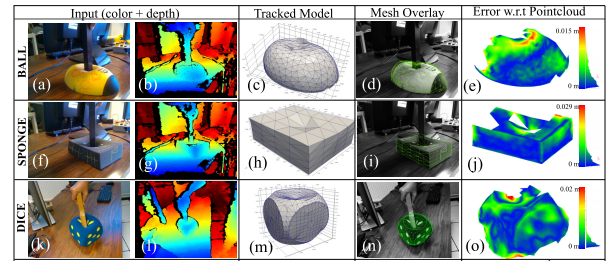 Input (color + depth) Tracked Model Mesh Overlay Error w.r.t Pointcloud
BALL
(a) (b) (c) (d) (e)
0.015 m
0 m
SPONGE
(f) (g) (h) (i) (j)
0.029 m
0 m
DICE
(k) (l) (m) (n) (o)
0.02 m
0 m